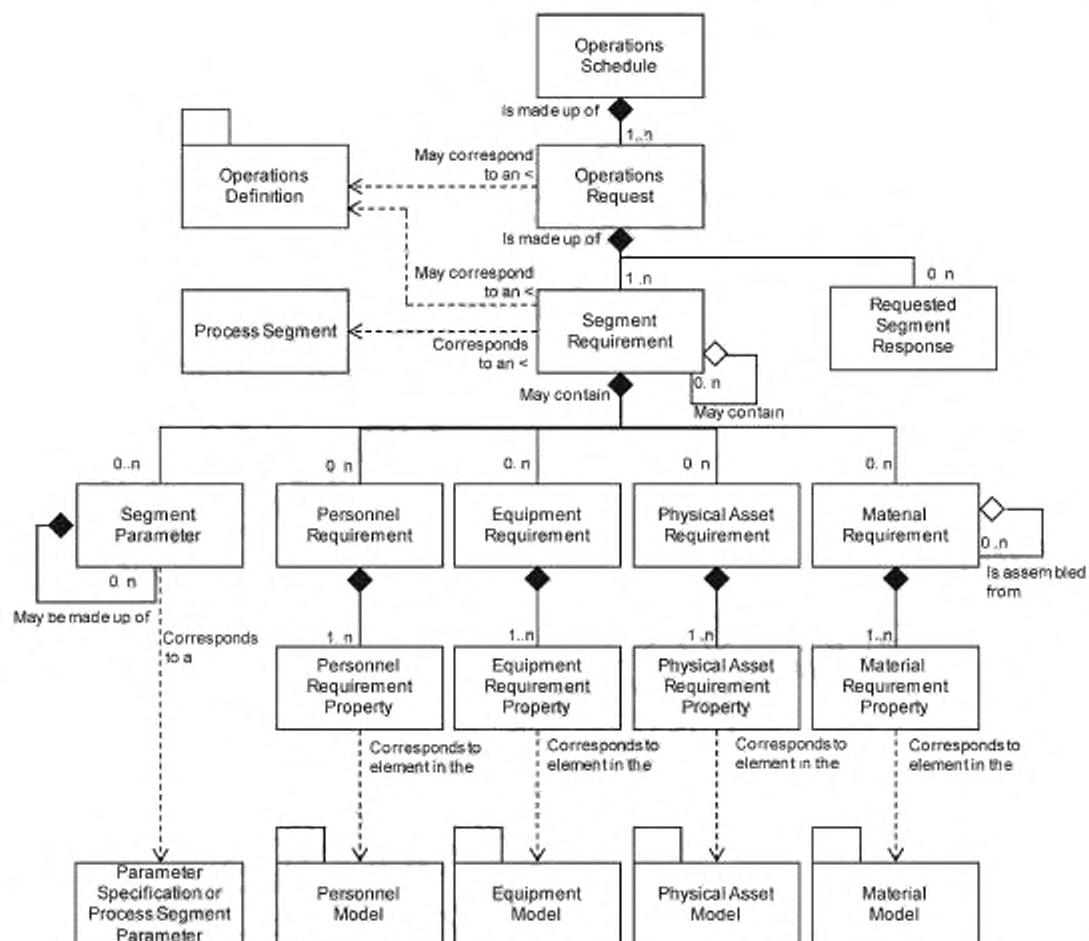 Operations
Schedule
Is made up of
1..n
May correspond
to an <
Operations
Definition
Operations
Request
Is made up of
1..n
0 n
May correspond
to an <
Process Segment
Segment
Requirement
Requested
Segment
Response
Corresponds
to an <
0. n
May contain
May contain
0..n
0 n
0. n
0 n
0. n
Segment
Parameter
Personnel
Requirement
Equipment
Requirement
Physical Asset
Requirement
Material
Requirement
0..n
Is assembled
from
0 n
May be made up of
Corresponds
to a
1..n
1..n
1..n
1..n
Personnel
Requirement
Property
Equipment
Requirement
Property
Physical Asset
Requirement
Property
Material
Requirement
Property
Corresponds to
element in the
Corresponds to
element in the
Corresponds to
element in the
Corresponds to
element in the
Parameter
Specification or
Process Segment
Parameter
Personnel
Model
Equipment
Model
Physical Asset
Model
Material
Model